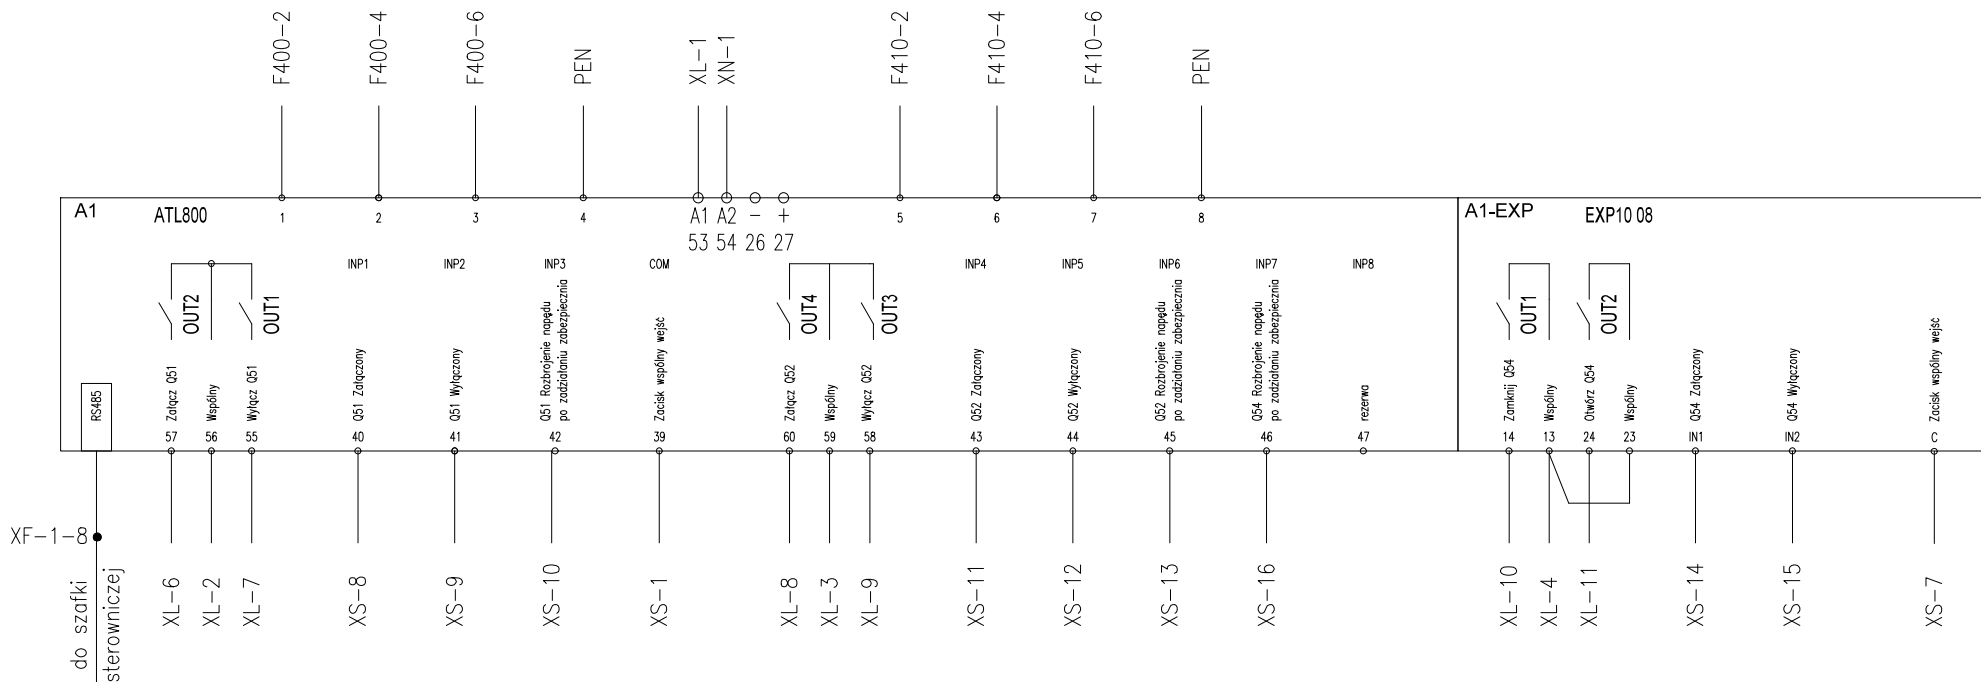 F400-2
F400-4
F400-6
PEN
XL-1
XN-1
F410-2
F410-4
F410-6
PEN
A1
ATL800
1
2
3
4
A1
A2
-
+
5
6
7
8
A1-EXP
EXP10 08
53
54
26
27
INP1
INP2
INP3
COM
INP4
INP5
INP6
INP7
INP8
OUT2
OUT1
OUT4
OUT3
OUT1
OUT2
RS485
Załącz Q51
Wspólny
Wyłącz Q51
Q51 Załączony
Q51 Wyłączony
Q51 Rozbrojenie napędu
po zadziałaniu zabezpiecznia
Zacisk wspólny wejść
Załącz Q52
Wspólny
Wyłącz Q52
Q52 Załączony
Q52 Wyłączony
Q52 Rozbrojenie napędu
po zadziałaniu zabezpiecznia
Q54 Rozbrojenie napędu
po zadziałaniu zabezpiecznia
rezerwa
Zamknij Q54
Wspólny
Otwórz Q54
Wspólny
Q54 Załączony
Q54 Wyłączony
Zacisk wspólny wejść
57
56
55
40
41
42
39
60
59
58
43
44
45
46
47
14
13
24
23
IN1
IN2
C
XF-1-8
do szafki
sterowniczej
XL-6
XL-2
XL-7
XS-8
XS-9
XS-10
XS-1
XL-8
XL-3
XL-9
XS-11
XS-12
XS-13
XS-16
XL-10
XL-4
XL-11
XS-14
XS-15
XS-7